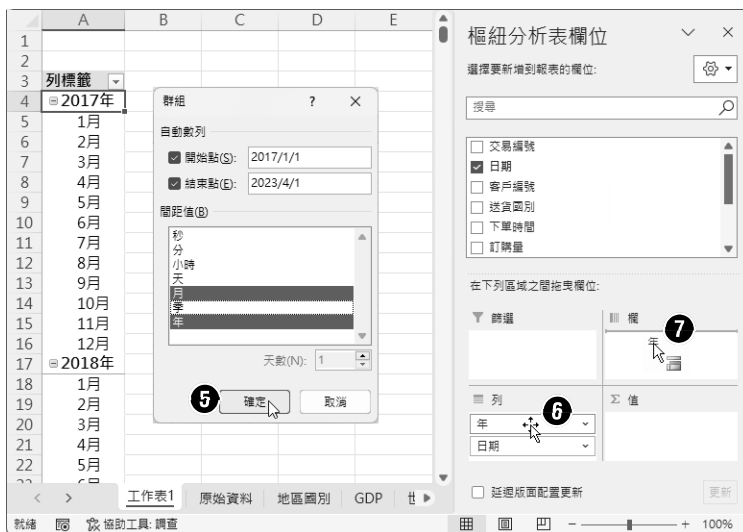 A B C D E
1
2
3 列標籤
4 2017年
5 1月
6 2月
7 3月
8 4月
9 5月
10 6月
11 7月
12 8月
13 9月
14 10月
15 11月
16 12月
17 2018年
18 1月
19 2月
20 3月
21 4月
22 5月
群組 ? ×
自動數列
開始點(S): 2017/1/1
結束點(E): 2023/4/1
間距值(B)
秒
分
小時
天
月
季
年
天數(N): 1
5 確定 取消
樞紐分析表欄位
選擇要新增到報表的欄位:
搜尋
交易編號
日期
客戶編號
送貨國別
下單時間
訂購量
在下列區域之間拖曳欄位:
篩選 欄
年 7
列 Σ 值
年 6
日期
延遲版面配置更新 更新
工作表1 原始資料 地區國別 GDP
就緒 協助工具: 調查 100%